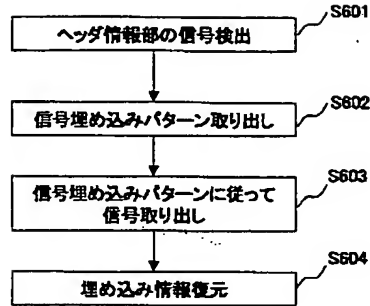 S601
ヘッダ情報部の信号検出
S602
信号埋め込みパターン取り出し
S603
信号埋め込みパターンに従って
信号取り出し
S604
埋め込み情報復元